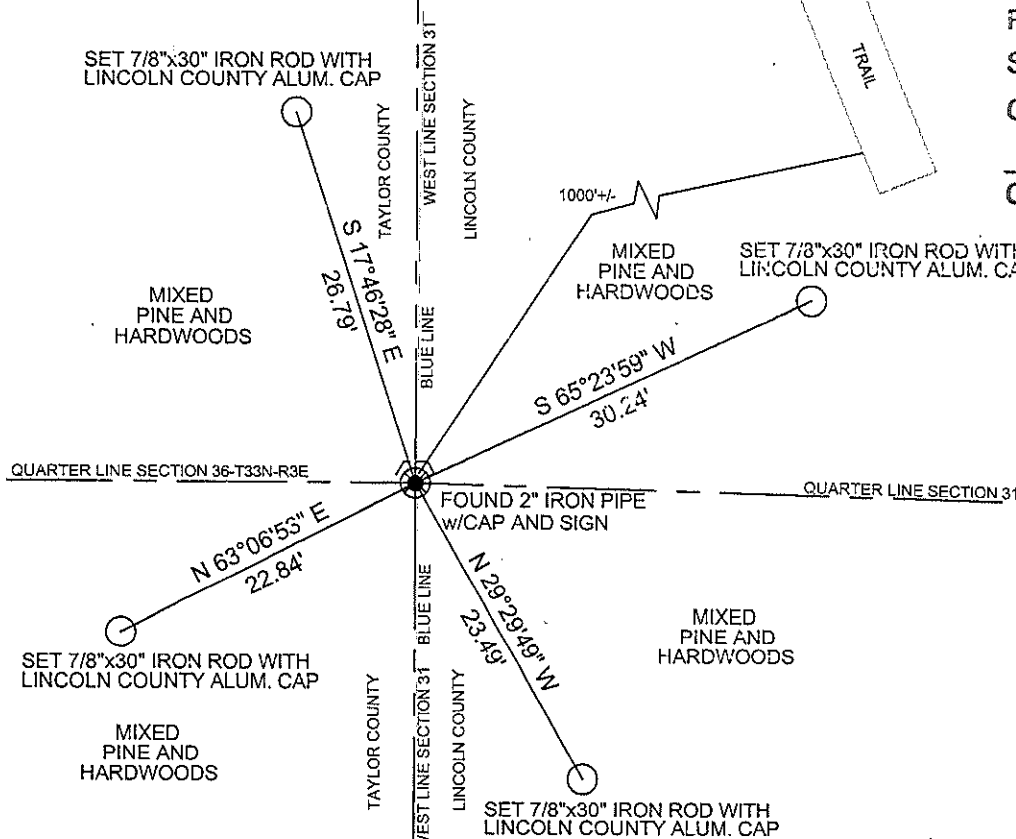 SET 7/8"x30" IRON ROD WITH
LINCOLN COUNTY ALUM. CAP
TAYLOR COUNTY
WEST LINE SECTION 31
LINCOLN COUNTY
TRAIL
1000'+/-
S 17°46'28" E
26.79'
MIXED
PINE AND
HARDWOODS
MIXED
PINE AND
HARDWOODS
SET 7/8"x30" IRON ROD WITH
LINCOLN COUNTY ALUM.
BLUE LINE
S 65°23'59" W
30.24'
QUARTER LINE SECTION 36-T33N-R3E
QUARTER LINE SECTION 31
FOUND 2" IRON PIPE
w/CAP AND SIGN
N 63°06'53" E
22.84'
BLUE LINE
N 29°29'49" W
23.49'
MIXED
PINE AND
HARDWOODS
SET 7/8"x30" IRON ROD WITH
LINCOLN COUNTY ALUM. CAP
TAYLOR COUNTY
WEST LINE SECTION 31
LINCOLN COUNTY
MIXED
PINE AND
HARDWOODS
SET 7/8"x30" IRON ROD WITH
LINCOLN COUNTY ALUM. CAP